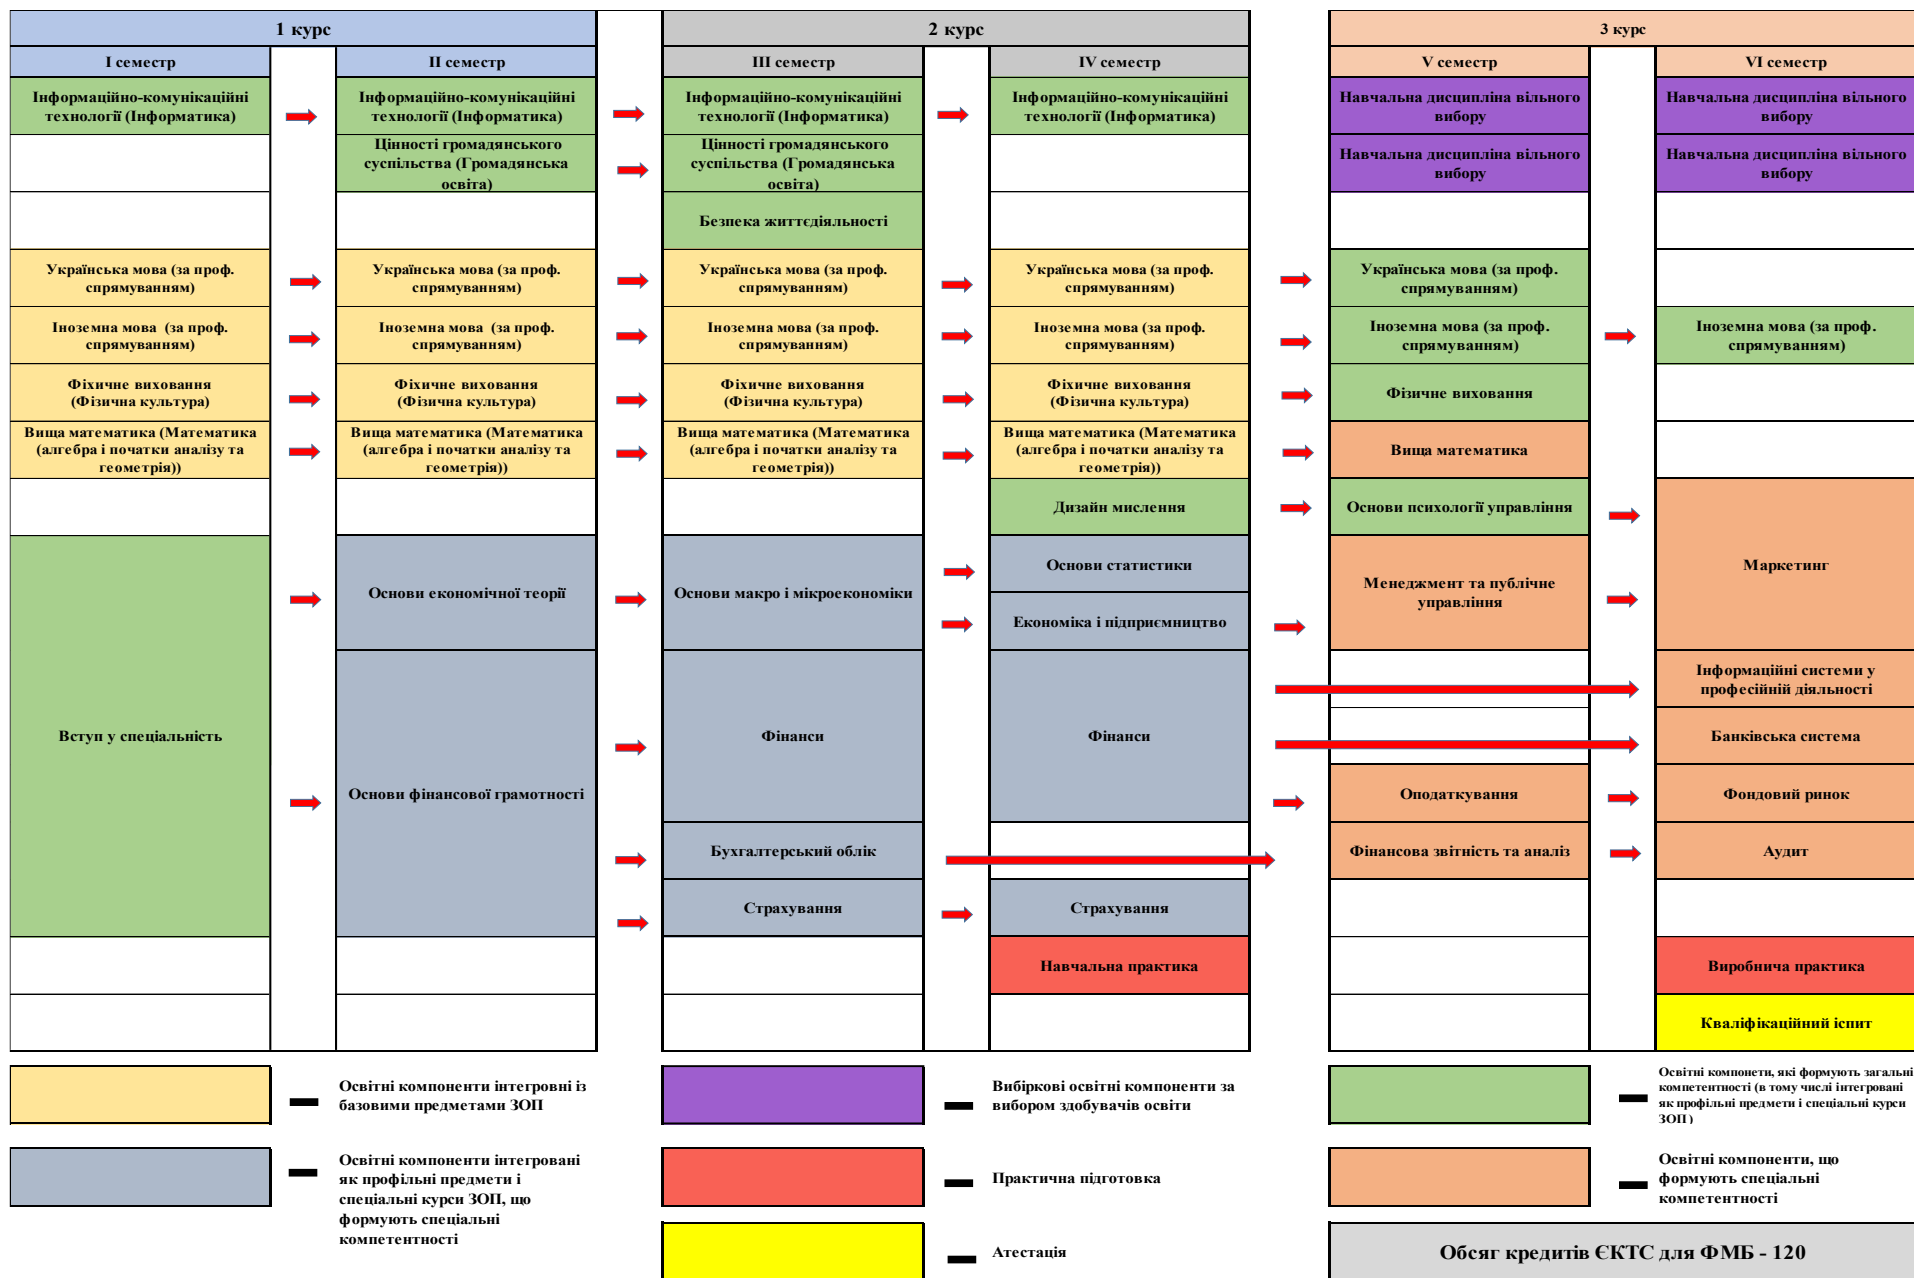 1 курс
2 курс
3 курс
I семестр
II семестр
III семестр
IV семестр
V семестр
VI семестр
Інформаційно-комунікаційні
технології (Інформатика)
Інформаційно-комунікаційні
технології (Інформатика)
Інформаційно-комунікаційні
технології (Інформатика)
Інформаційно-комунікаційні
технології (Інформатика)
Навчальна дисципліна вільного
вибору
Навчальна дисципліна вільного
вибору
Цінності громадянського
суспільства (Громадянська
освіта)
Цінності громадянського
суспільства (Громадянська
освіта)
Навчальна дисципліна вільного
вибору
Навчальна дисципліна вільного
вибору
Безпека життєдіяльності
Українська мова (за проф.
спрямуванням)
Українська мова (за проф.
спрямуванням)
Українська мова (за проф.
спрямуванням)
Українська мова (за проф.
спрямуванням)
Українська мова (за проф.
спрямуванням)
Іноземна мова (за проф.
спрямуванням)
Іноземна мова (за проф.
спрямуванням)
Іноземна мова (за проф.
спрямуванням)
Іноземна мова (за проф.
спрямуванням)
Іноземна мова (за проф.
спрямуванням)
Іноземна мова (за проф.
спрямуванням)
Фіхичне виховання
(Фізична культура)
Фіхичне виховання
(Фізична культура)
Фіхичне виховання
(Фізична культура)
Фіхичне виховання
(Фізична культура)
Фізичне виховання
Вища математика (Математика
(алгебра і початки аналізу та
геометрія))
Вища математика (Математика
(алгебра і початки аналізу та
геометрія))
Вища математика (Математика
(алгебра і початки аналізу та
геометрія))
Вища математика (Математика
(алгебра і початки аналізу та
геометрія))
Вища математика
Дизайн мислення
Основи психології управління
Вступ у спеціальність
Основи економічної теорії
Основи макро і мікроекономіки
Основи статистики
Економіка і підприємництво
Менеджмент та публічне
управління
Маркетинг
Основи фінансової грамотності
Фінанси
Фінанси
Інформаційні системи у
професійній діяльності
Банківська система
Оподаткування
Фондовий ринок
Бухгалтерський облік
Фінансова звітність та аналіз
Аудит
Страхування
Страхування
Навчальна практика
Виробнича практика
Кваліфікаційний іспит
Освітні компоненти інтегровні із
базовими предметами ЗОП
Вибіркові освітні компоненти за
вибором здобувачів освіти
Освітні компонети, які формують загальні
компетентності (в тому числі інтегровані
як профільні предмети і спеціальні курси
ЗОП)
Освітні компоненти інтегровані
як профільні предмети і
спеціальні курси ЗОП, що
формують спеціальні
компетентності
Практична підготовка
Освітні компоненти, що
формують спеціальні
компетентності
Атестація
Обсяг кредитів ЄКТС для ФМБ - 120